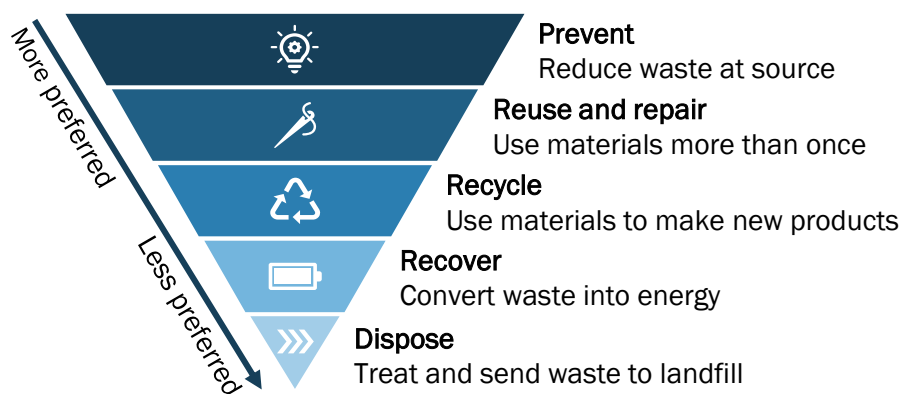 More preferred
Less preferred
Prevent
Reduce waste at source
Reuse and repair
Use materials more than once
Recycle
Use materials to make new products
Recover
Convert waste into energy
Dispose
Treat and send waste to landfill